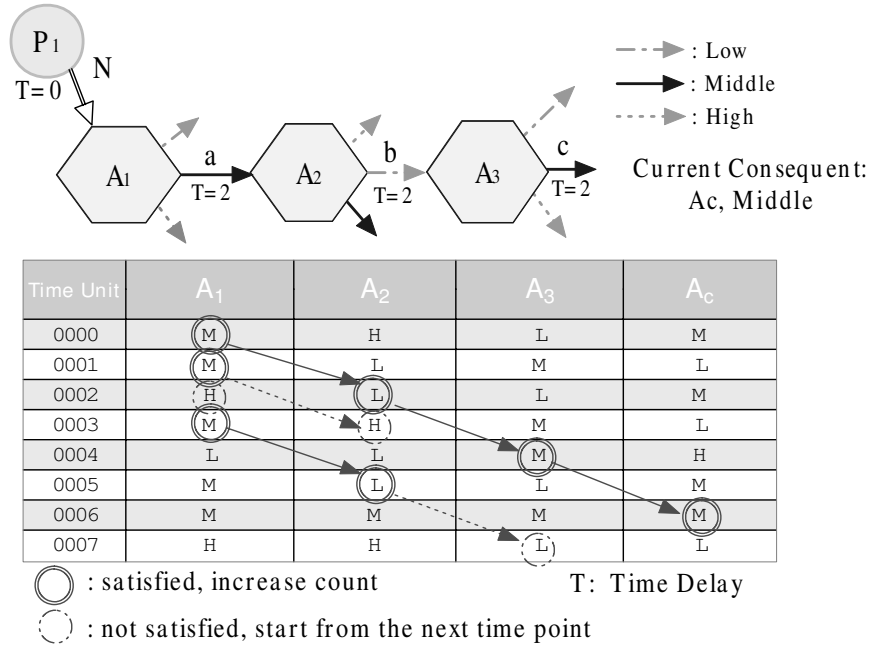 P1
N
T=0
: Low
: Middle
: High
a
b
c
A1
A2
A3
T=2
T=2
T=2
Current Consequent:
Ac, Middle
Time Unit A1 A2 A3 Ac
0000 M H L M
0001 M L M L
0002 H L L M
0003 M H M L
0004 L L M H
0005 M L L M
0006 M M M M
0007 H H L L
: satisfied, increase count
T: Time Delay
: not satisfied, start from the next time point